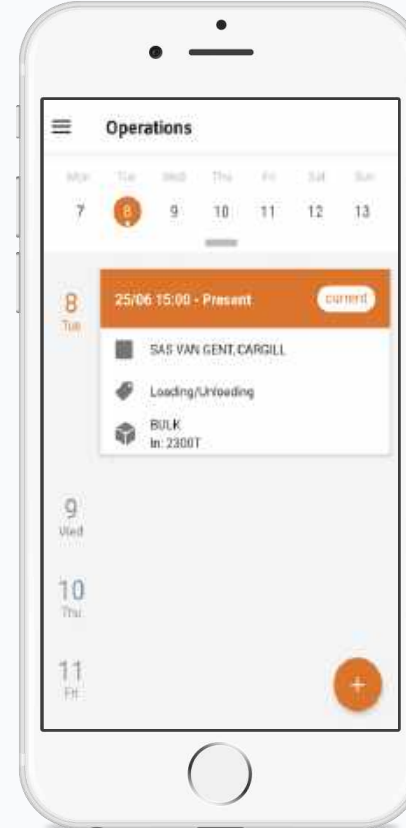 Operations
Mon Tue Wed Thu Fri Sat Sun
7 8 9 10 11 12 13
8
Tue
25/06 15:00 - Present
current
SAS VAN GENT, CARGILL
Loading/Unloading
BULK
In: 2300T
9
Wed
10
Thu
11
Fri
+